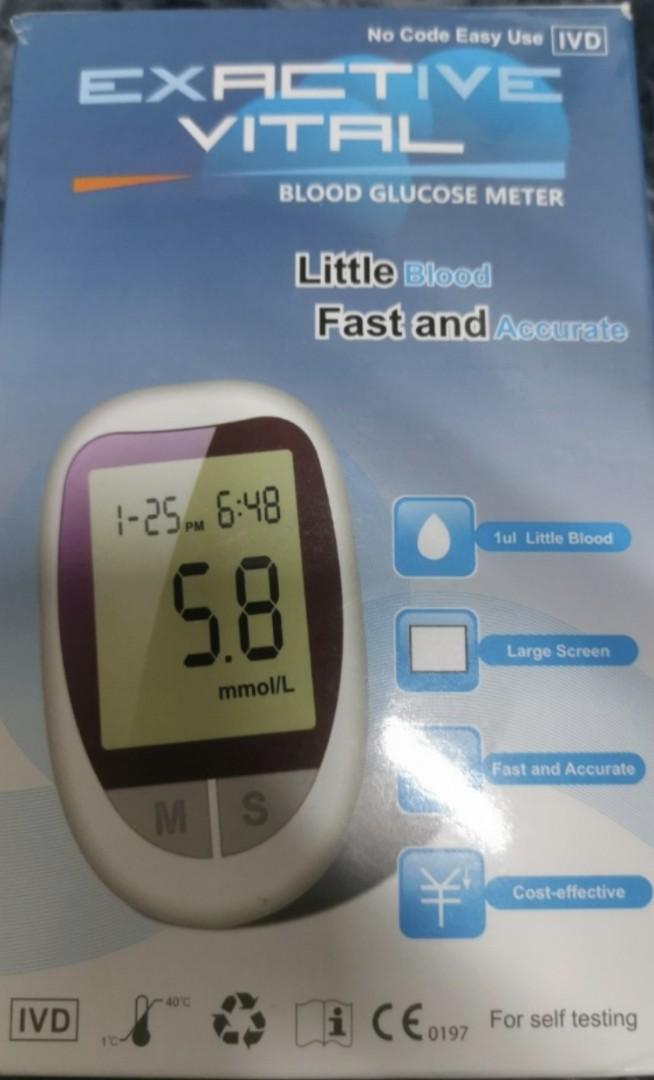 No Code Easy Use IVD
EXACTIVE
VITAL
BLOOD GLUCOSE METER
Little Blood
Fast and Accurate
1-25 PM 6:48
5.8
mmol/L
M S
1ul Little Blood
Large Screen
Fast and Accurate
Cost-effective
IVD
1°C 40°C
i
CE 0197
For self testing